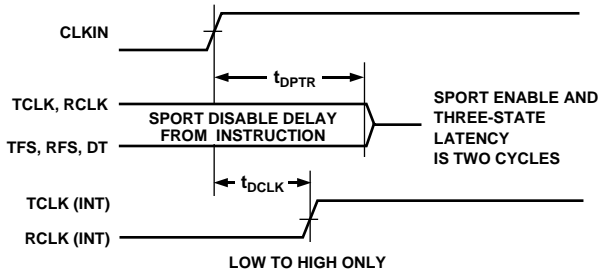 CLKIN
tDPTR
TCLK, RCLK
SPORT DISABLE DELAY
FROM INSTRUCTION
TFS, RFS, DT
SPORT ENABLE AND
THREE-STATE
LATENCY
IS TWO CYCLES
tDCLK
TCLK (INT)
RCLK (INT)
LOW TO HIGH ONLY